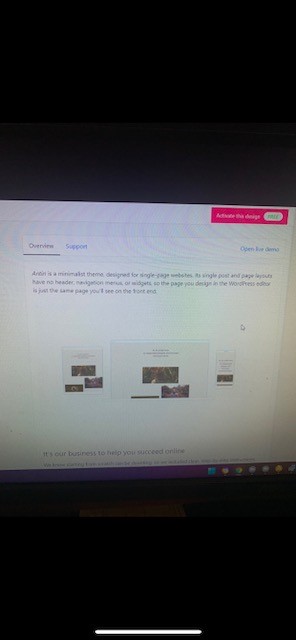 Activate this design FREE
Overview Support Open live demo
Antin is a minimalist theme, designed for single-page websites. Its single post and page layouts
have no header, navigation menus, or widgets, so the page you design in the WordPress editor
is just the same page you'll see on the front end.
It's our business to help you succeed online